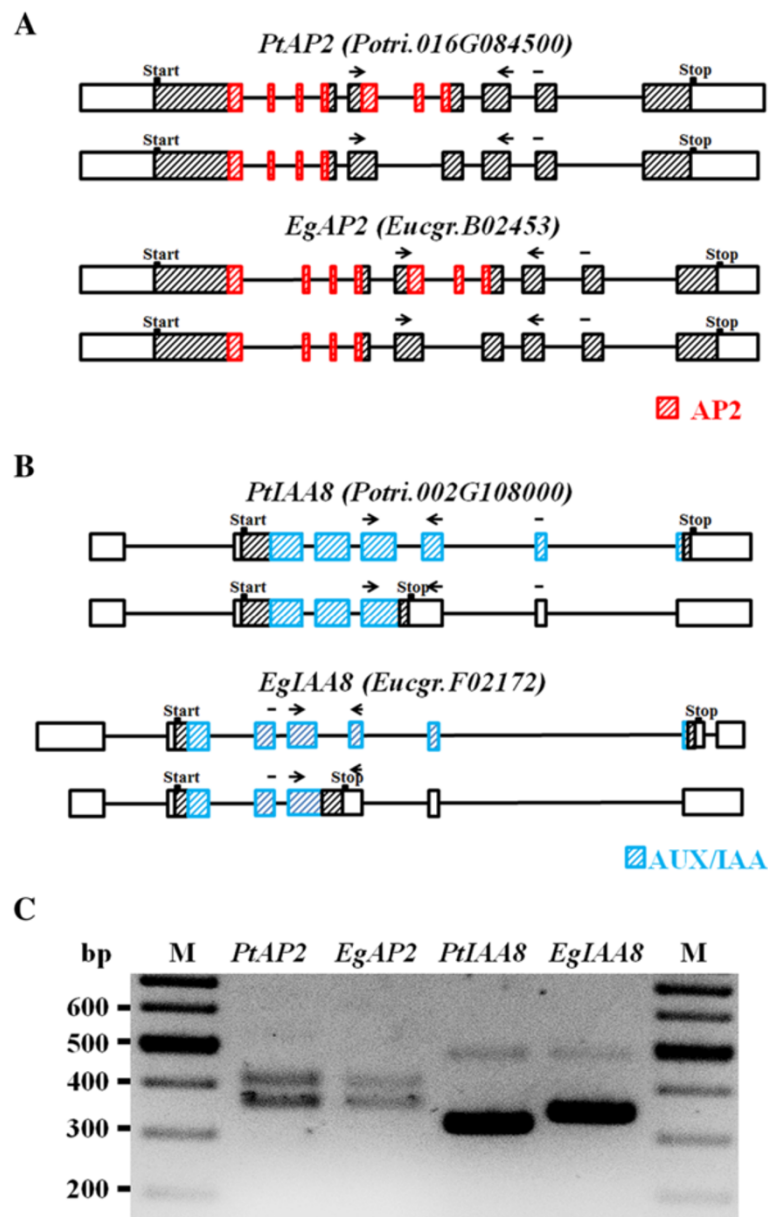 A
PtAP2 (Potri.016G084500)
Start Stop
Start Stop
EgAP2 (Eucgr.B02453)
Start Stop
Start Stop
AP2
B
PtIAA8 (Potri.002G108000)
Start Stop
Start Stop
EgIAA8 (Eucgr.F02172)
Start Stop
Start Stop
AUX/IAA
C
bp M PtAP2 EgAP2 PtIAA8 EgIAA8 M
600
500
400
300
200